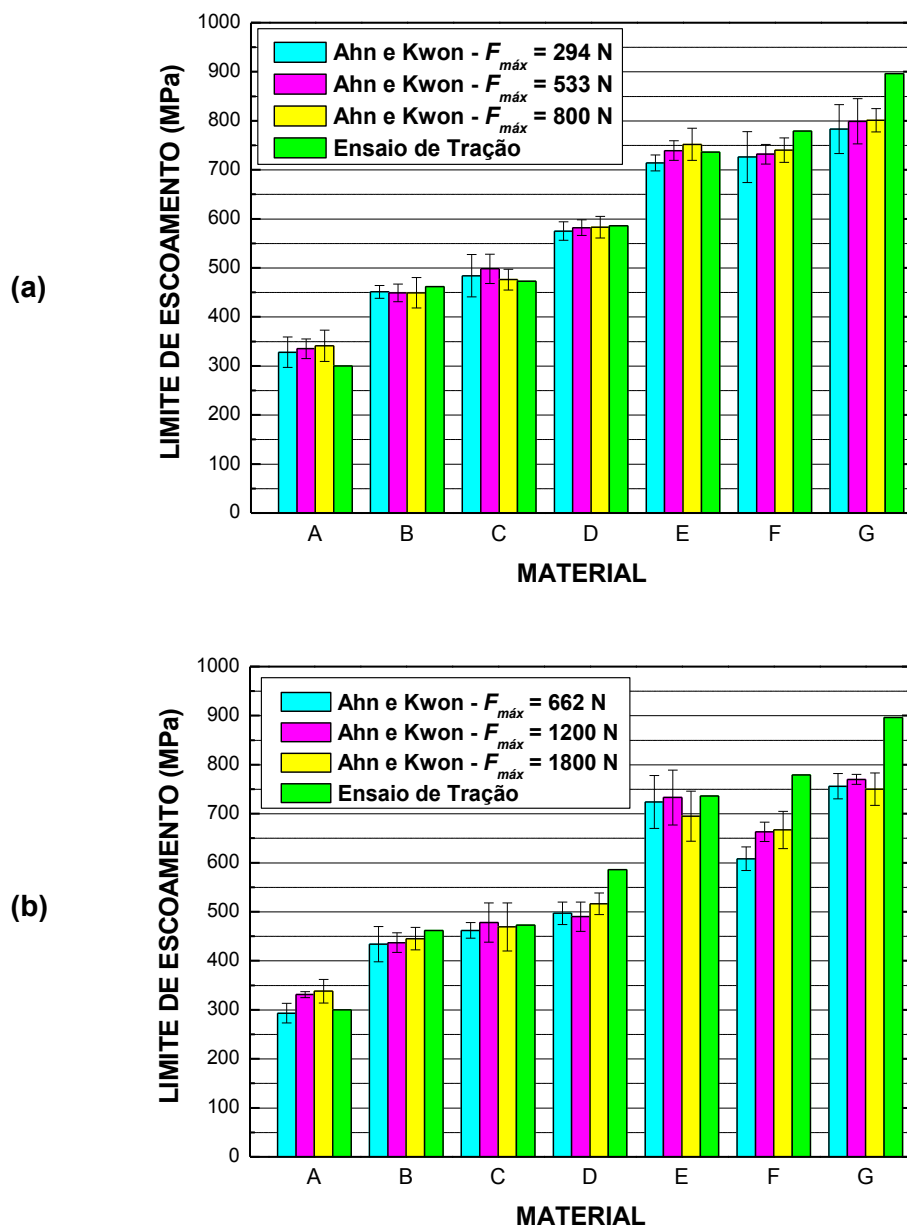 (a)
LIMITE DE ESCOAMENTO (MPa)
1000
900
800
700
600
500
400
300
200
100
0
Ahn e Kwon - Fmáx = 294 N
Ahn e Kwon - Fmáx = 533 N
Ahn e Kwon - Fmáx = 800 N
Ensaio de Tração
A B C D E F G
MATERIAL
(b)
LIMITE DE ESCOAMENTO (MPa)
1000
900
800
700
600
500
400
300
200
100
0
Ahn e Kwon - Fmáx = 662 N
Ahn e Kwon - Fmáx = 1200 N
Ahn e Kwon - Fmáx = 1800 N
Ensaio de Tração
A B C D E F G
MATERIAL